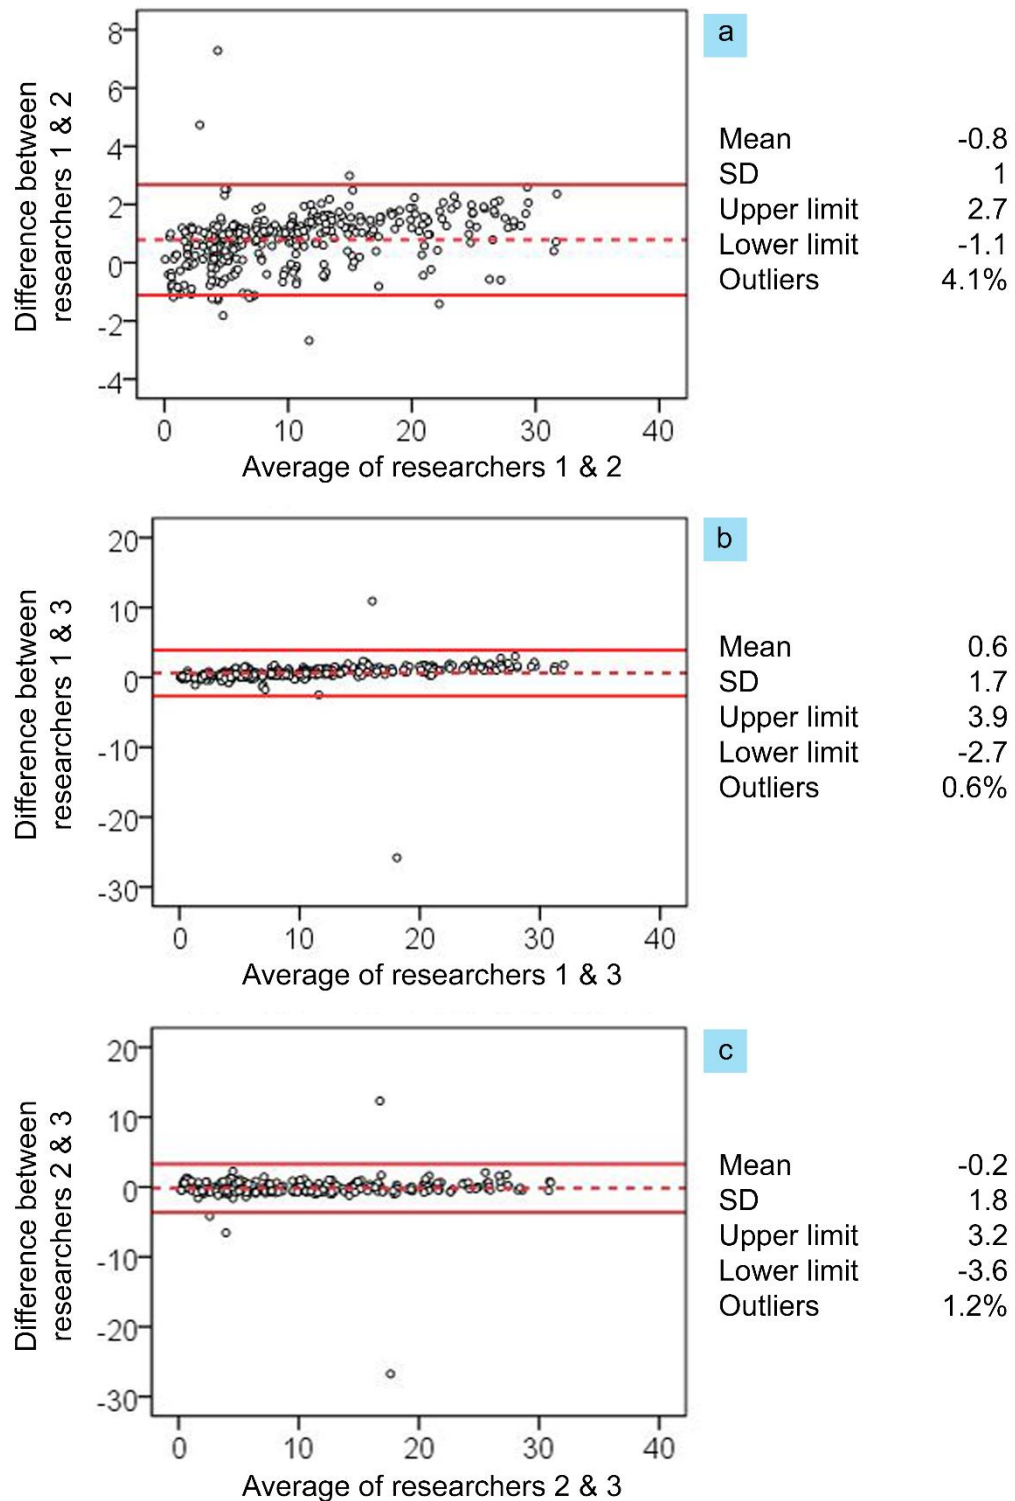 a
Difference between
researchers 1 & 2
8
6
4
2
0
-2
-4
0 10 20 30 40
Average of researchers 1 & 2
Mean -0.8
SD 1
Upper limit 2.7
Lower limit -1.1
Outliers 4.1%
b
Difference between
researchers 1 & 3
20
10
0
-10
-20
-30
0 10 20 30 40
Average of researchers 1 & 3
Mean 0.6
SD 1.7
Upper limit 3.9
Lower limit -2.7
Outliers 0.6%
c
Difference between
researchers 2 & 3
20
10
0
-10
-20
-30
0 10 20 30 40
Average of researchers 2 & 3
Mean -0.2
SD 1.8
Upper limit 3.2
Lower limit -3.6
Outliers 1.2%